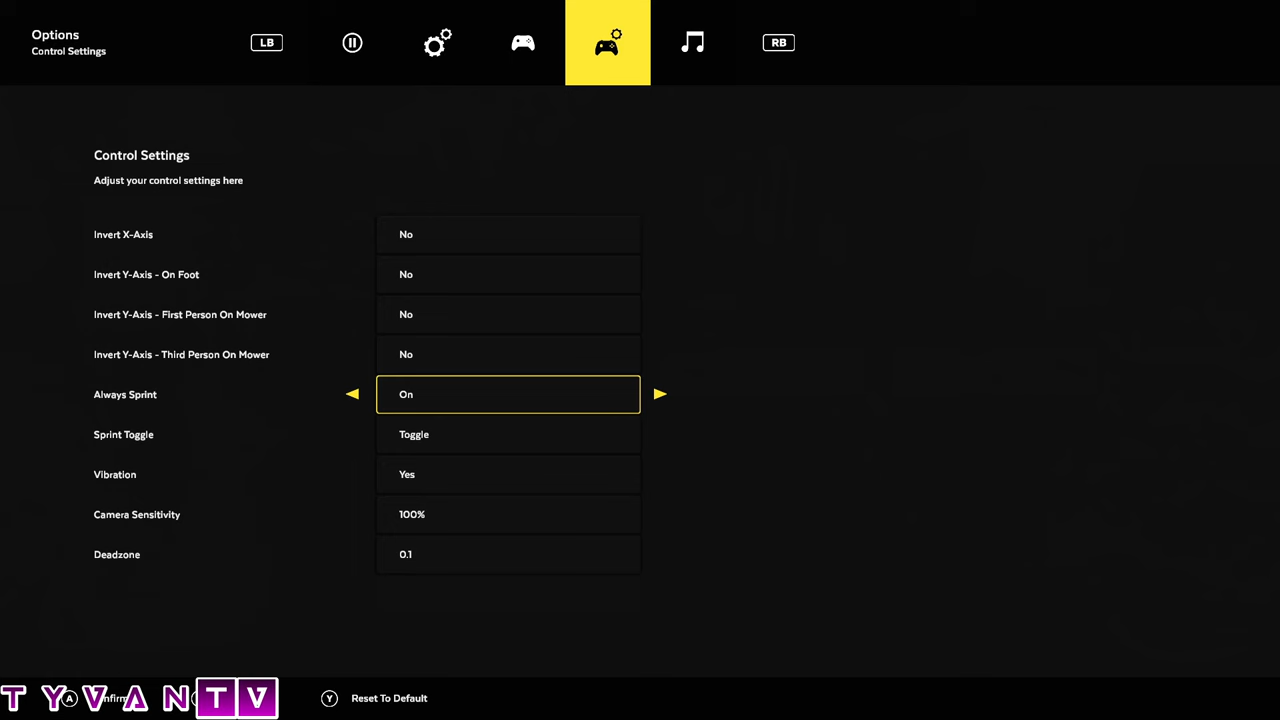 Options
Control Settings
LB
RB
Control Settings
Adjust your control settings here
Invert X-Axis No
Invert Y-Axis - On Foot No
Invert Y-Axis - First Person On Mower No
Invert Y-Axis - Third Person On Mower No
Always Sprint On
Sprint Toggle Toggle
Vibration Yes
Camera Sensitivity 100%
Deadzone 0.1
TYVANTV
A
Y Reset To Default